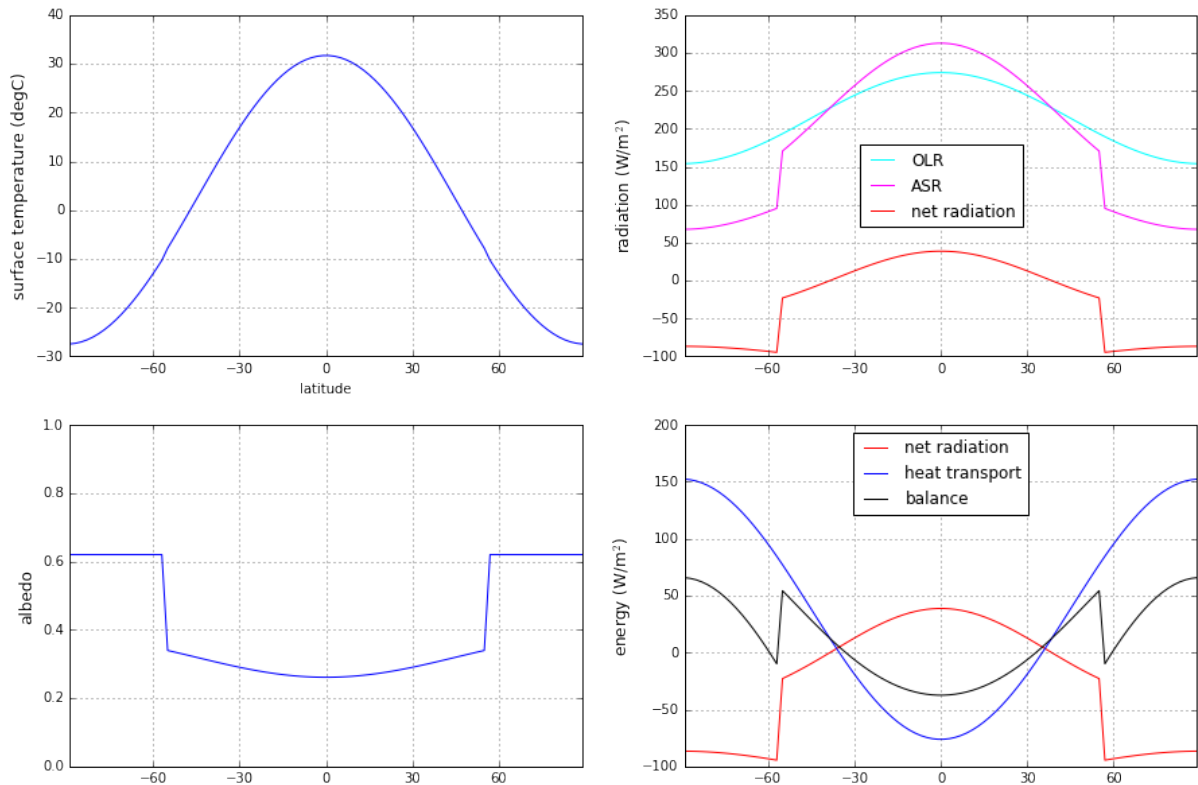 40
30
20
10
0
−10
−20
−30
surface temperature (degC)
−60 −30 0 30 60
latitude
350
300
250
200
150
100
50
0
−50
−100
radiation (W/m²)
OLR
ASR
net radiation
−60 −30 0 30 60
1.0
0.8
0.6
0.4
0.2
0.0
albedo
−60 −30 0 30 60
200
150
100
50
0
−50
−100
energy (W/m²)
net radiation
heat transport
balance
−60 −30 0 30 60